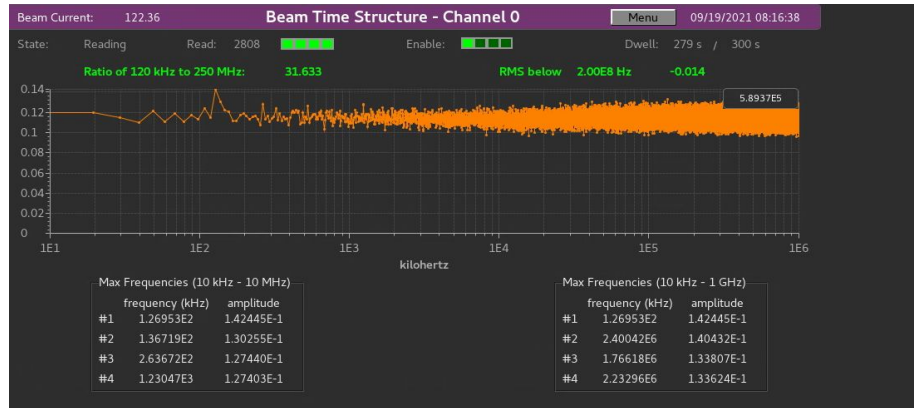 Beam Current: 122.36 Beam Time Structure - Channel 0 Menu 09/19/2021 08:16:38
State: Reading Read: 2808 Enable: Dwell: 279 s / 300 s
Ratio of 120 kHz to 250 MHz: 31.633 RMS below 2.00E8 Hz -0.014
0.14
5.8937E5
0.12
0.1
0.08
0.06
0.04
0.02
0
1E1 1E2 1E3 1E4 1E5 1E6
kilohertz
Max Frequencies (10 kHz - 10 MHz)
frequency (kHz) amplitude
#1 1.26953E2 1.42445E-1
#2 1.36719E2 1.30255E-1
#3 2.63672E2 1.27440E-1
#4 1.23047E3 1.27403E-1
Max Frequencies (10 kHz - 1 GHz)
frequency (kHz) amplitude
#1 1.26953E2 1.42445E-1
#2 2.40042E6 1.40432E-1
#3 1.76618E6 1.33807E-1
#4 2.23296E6 1.33624E-1